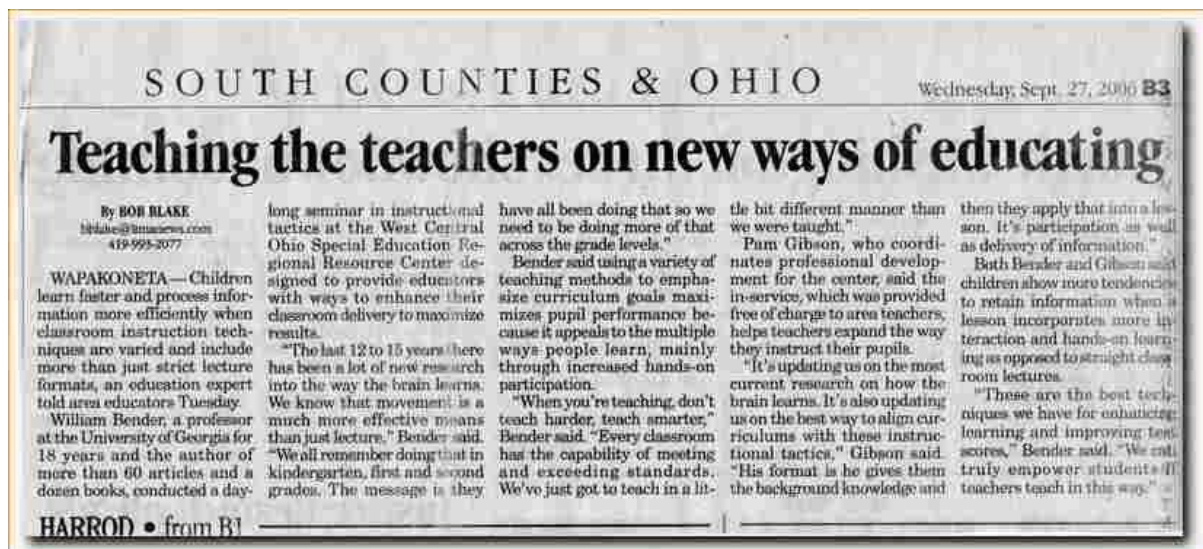 SOUTH COUNTIES & OHIO
Wednesday, Sept. 27, 2006 B3
Teaching the teachers on new ways of educating
By BOB BLAKE
bblake@limanews.com
419-993-2077
WAPAKONETA — Children
learn faster and process infor-
mation more efficiently when
classroom instruction tech-
niques are varied and include
more than just strict lecture
formats, an education expert
told area educators Tuesday.
William Bender, a professor
at the University of Georgia for
18 years and the author of
more than 60 articles and a
dozen books, conducted a day-
long seminar in instructional
tactics at the West Central
Ohio Special Education Re-
gional Resource Center de-
signed to provide educators
with ways to enhance their
classroom delivery to maximize
results.
"The last 12 to 15 years there
has been a lot of new research
into the way the brain learns.
We know that movement is a
much more effective means
than just lecture," Bender said.
"We all remember doing that in
kindergarten, first and second
grades. The message is they
have all been doing that so we
need to be doing more of that
across the grade levels."
Bender said using a variety of
teaching methods to empha-
size curriculum goals maxi-
mizes pupil performance be-
cause it appeals to the multiple
ways people learn, mainly
through increased hands-on
participation.
"When you're teaching, don't
teach harder, teach smarter,"
Bender said. "Every classroom
has the capability of meeting
and exceeding standards.
We've just got to teach in a lit-
tle bit different manner than
we were taught."
Pam Gibson, who coordi-
nates professional develop-
ment for the center, said the
in-service, which was provided
free of charge to area teachers,
helps teachers expand the way
they instruct their pupils.
"It's updating us on the most
current research on how the
brain learns. It's also updating
us on the best way to align cur-
riculums with these instruc-
tional tactics," Gibson said.
"His format is he gives them
the background knowledge and
then they apply that into a les-
son. It's participation as well
as delivery of information."
Both Bender and Gibson said
children show more tendencies
to retain information when a
lesson incorporates more in-
teraction and hands-on learn-
ing as opposed to straight class
room lectures.
"These are the best tech-
niques we have for enhancing
learning and improving test
scores," Bender said. "We can
truly empower students if
teachers teach in this way."
HARROD • from B1